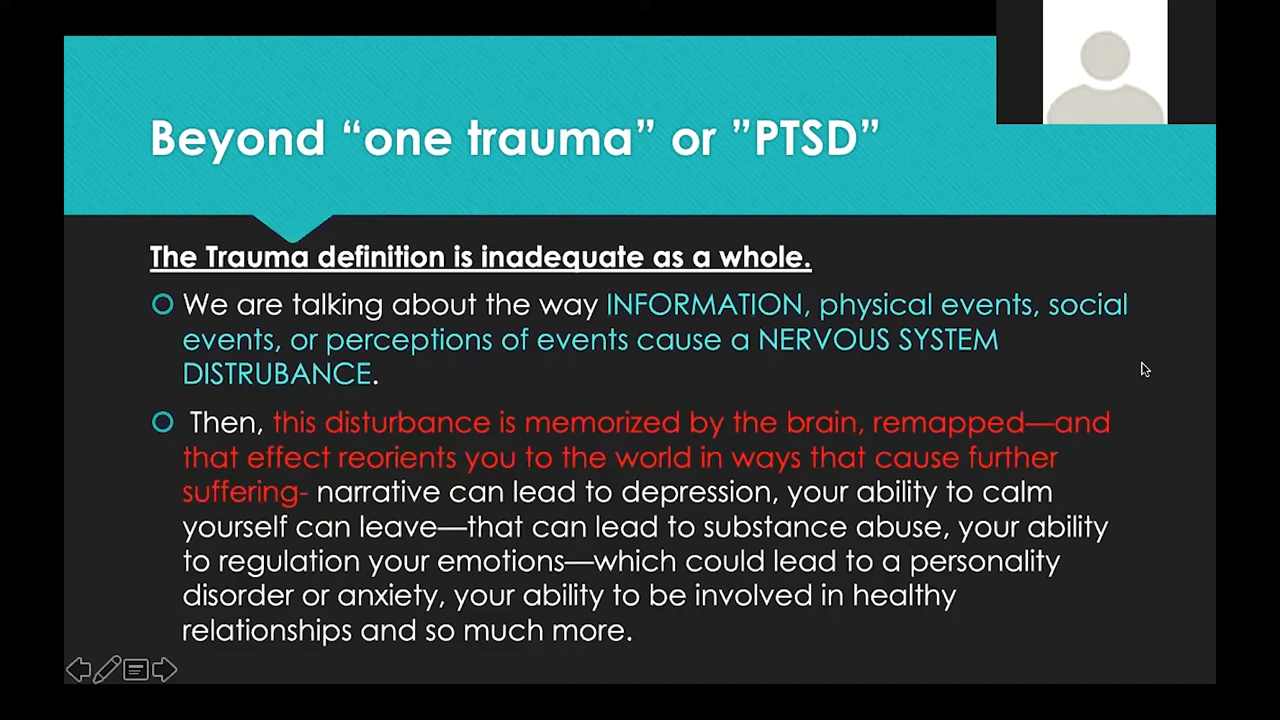 Beyond “one trauma” or ”PTSD”
The Trauma definition is inadequate as a whole.
We are talking about the way INFORMATION, physical events, social
events, or perceptions of events cause a NERVOUS SYSTEM
DISTRUBANCE.
Then, this disturbance is memorized by the brain, remapped—and
that effect reorients you to the world in ways that cause further
suffering- narrative can lead to depression, your ability to calm
yourself can leave—that can lead to substance abuse, your ability
to regulation your emotions—which could lead to a personality
disorder or anxiety, your ability to be involved in healthy
relationships and so much more.